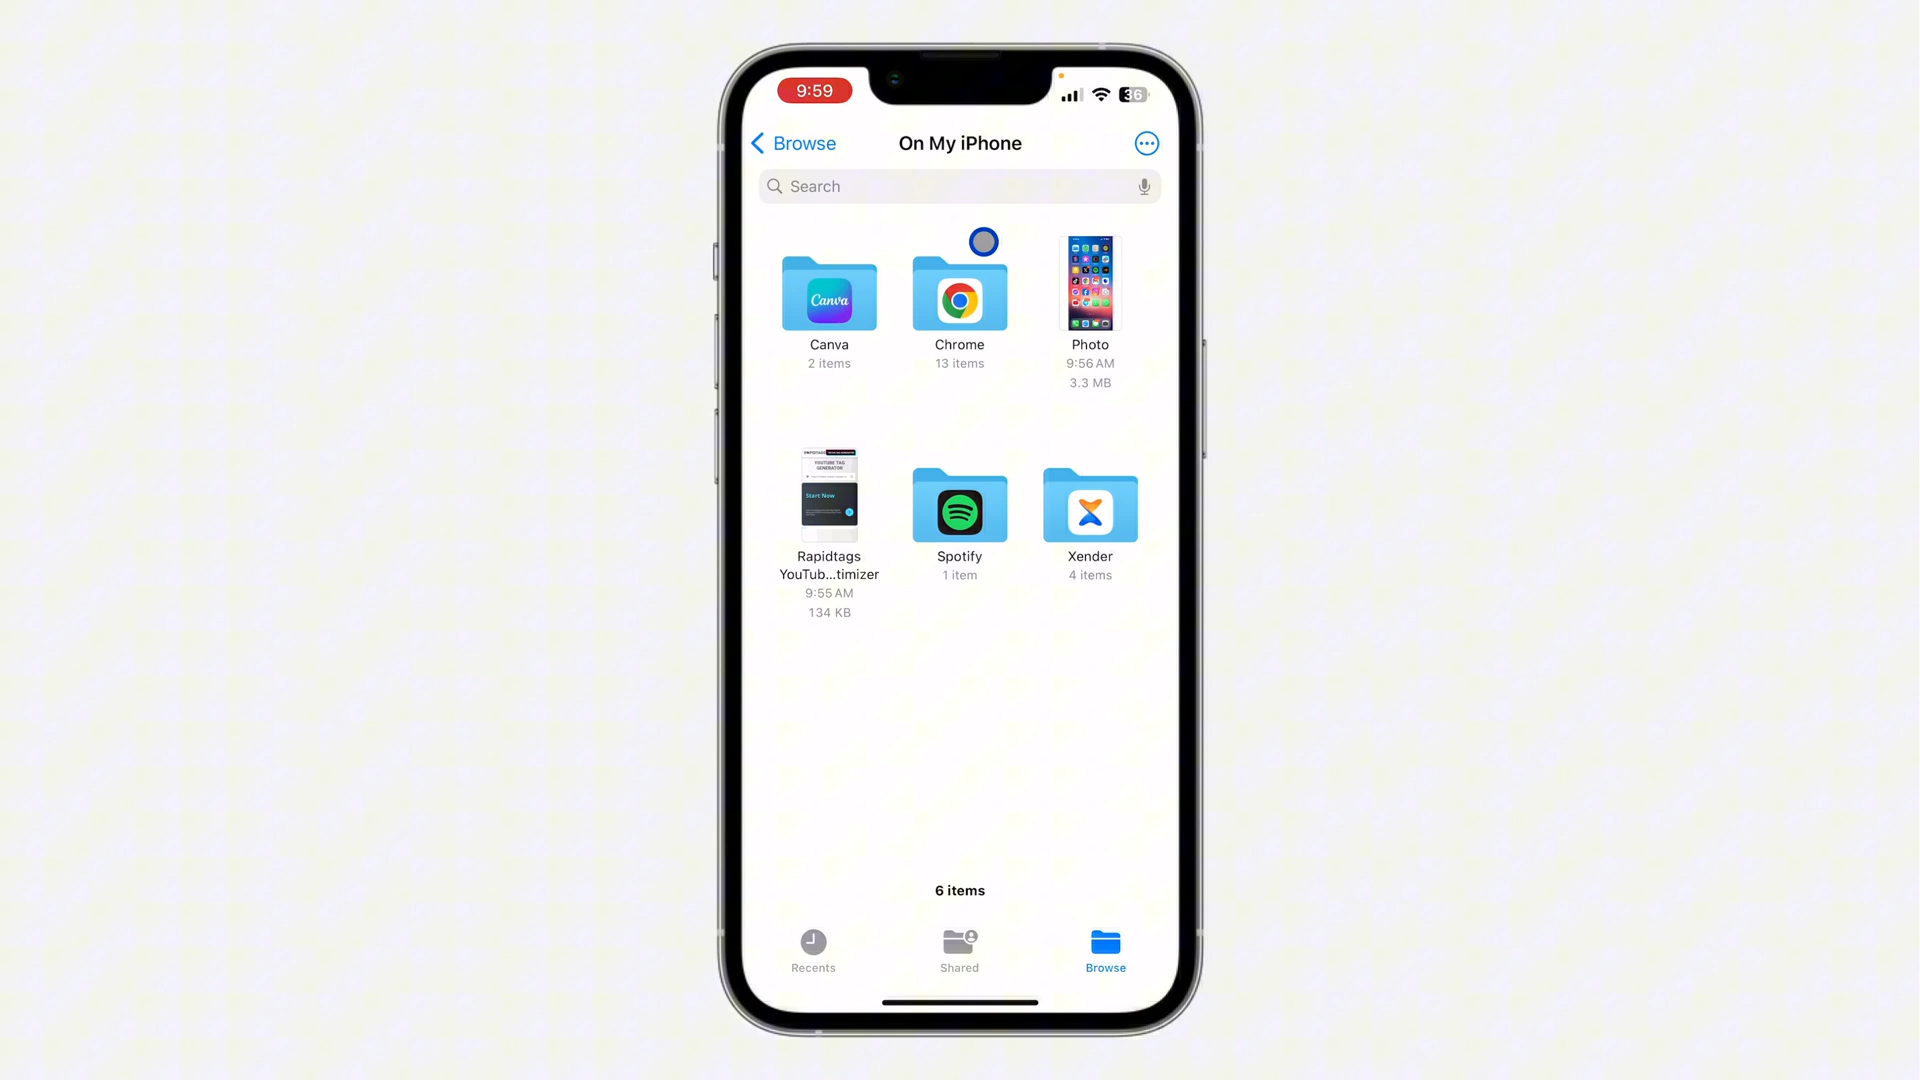 9:59
36
Browse
On My iPhone
Search
Canva
Canva
2 items
Chrome
13 items
Photo
9:56 AM
3.3 MB
YOUTUBE TAG
GENERATOR
Start Now
Rapidtags
YouTub...timizer
9:55 AM
134 KB
Spotify
1 item
Xender
4 items
6 items
Recents
Shared
Browse